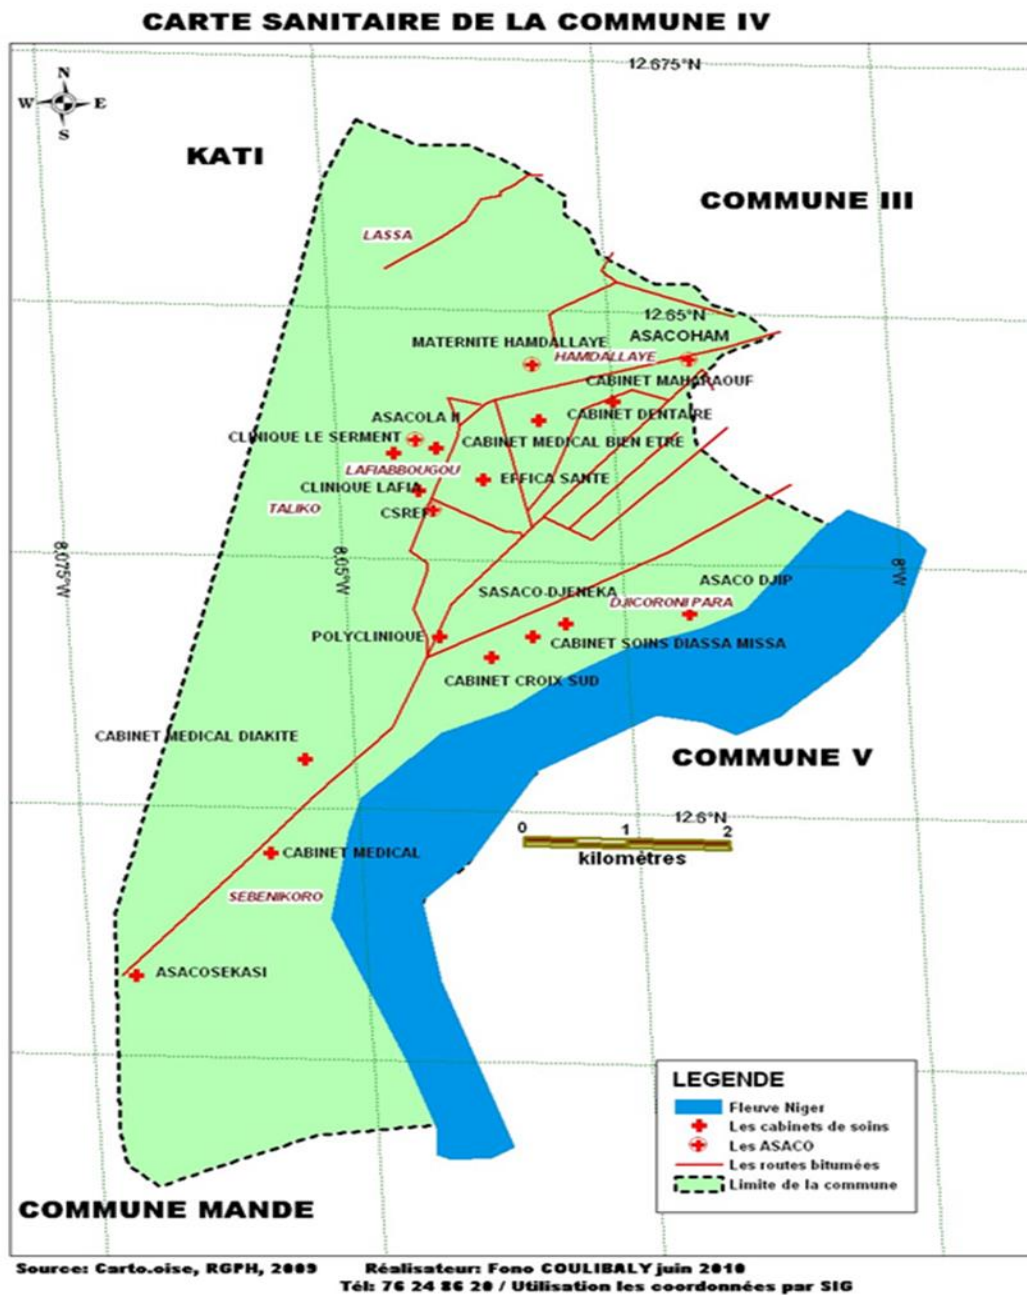 CARTE SANITAIRE DE LA COMMUNE IV
12.675°N
N
W E
S
KATI
COMMUNE III
LASSA
12.65°N
MATERNITE HAMDALLAYE
ASACOHAM
HAMDALLAYE
CABINET MAHARAOUF
ASACOLA II
CABINET DENTAIRE
CLINIQUE LE SERMENT
CABINET MEDICAL BIEN ETRE
LAFIABBOUGOU
CLINIQUE LAFIA
EFFICA SANTE
TALIKO
CSREF
8.075°W
8.05°W
8°W
ASACO DJIP
SASACO-DJENEKA
DJICORONI PARA
POLYCLINIQUE
CABINET SOINS DIASSA MISSA
CABINET CROIX SUD
CABINET MEDICAL DIAKITE
COMMUNE V
12.6°N
0 1 2
kilomètres
CABINET MEDICAL
SEBENIKORO
ASACOSEKASI
LEGENDE
Fleuve Niger
Les cabinets de soins
Les ASACO
Les routes bitumées
Limite de la commune
COMMUNE MANDE
Source: Carto.oise, RGPH, 2009 Réalisateur: Fono COULIBALY juin 2010
Tél: 76 24 86 20 / Utilisation les coordonnées par SIG